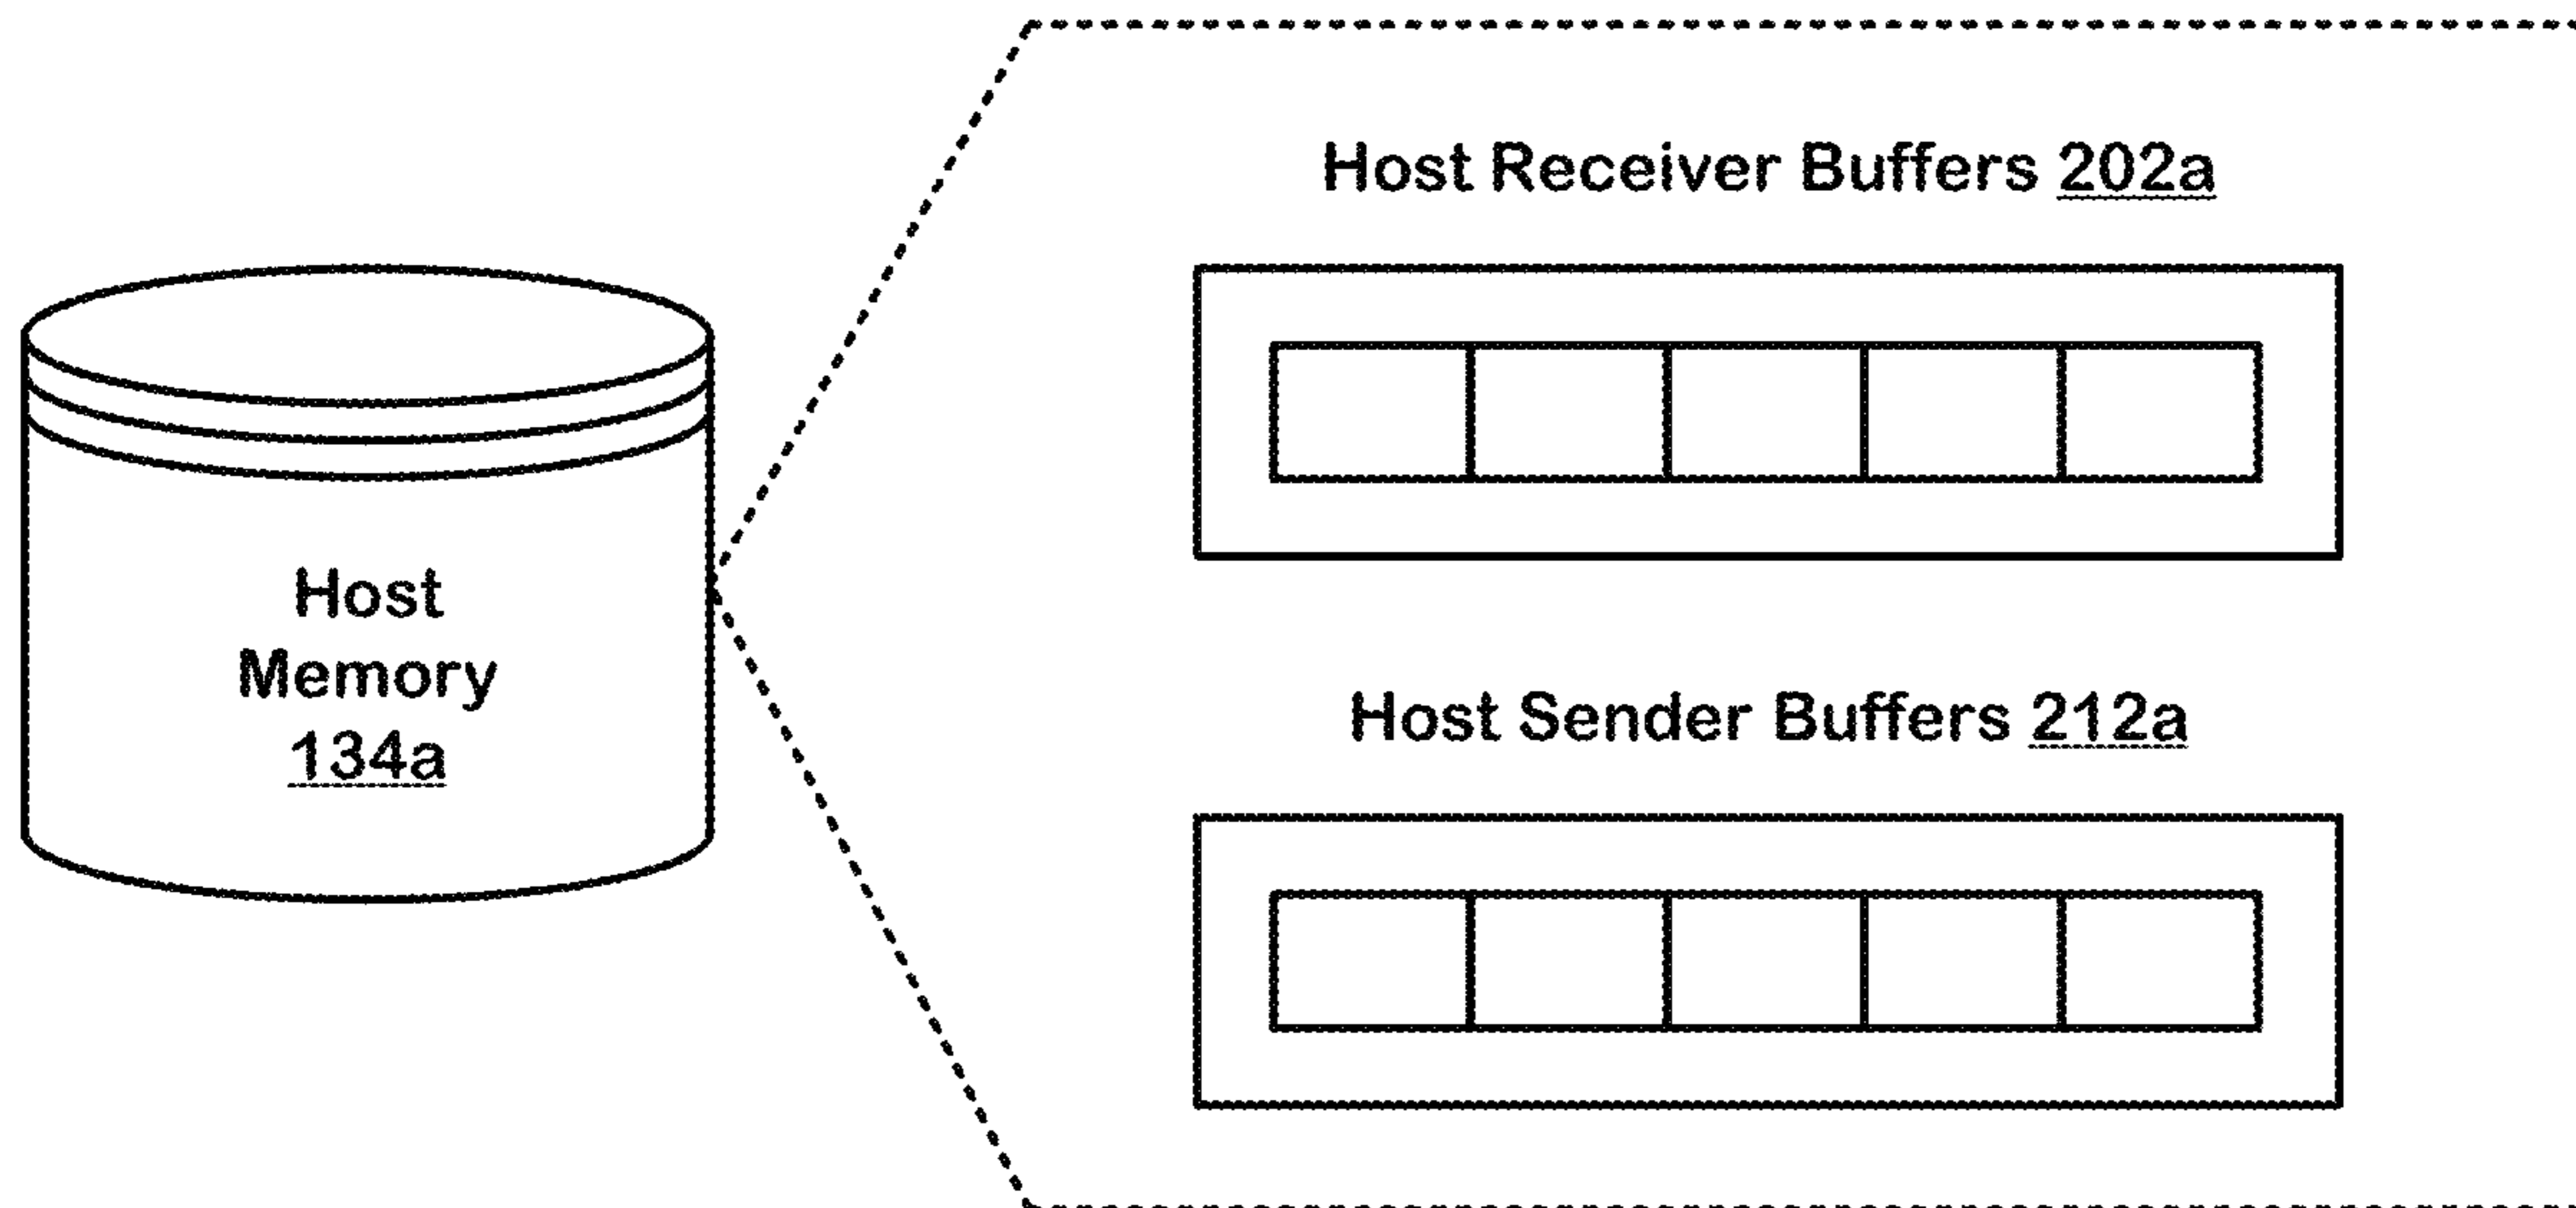 Host Receiver Buffers 202a
Host
Memory
134a
Host Sender Buffers 212a